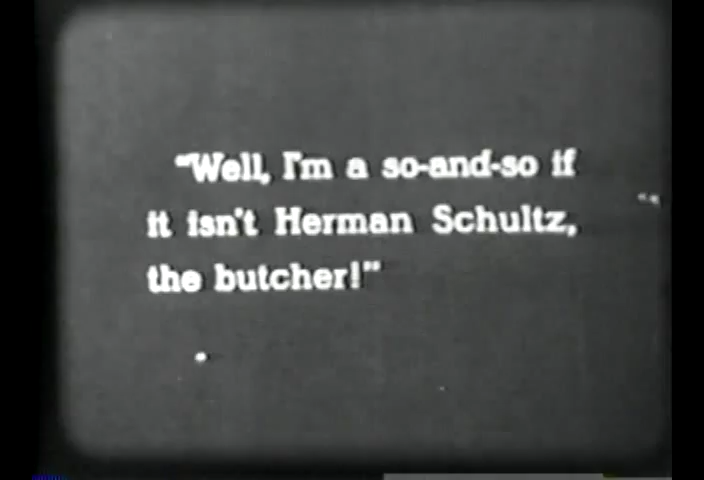 "Well, I'm a so-and-so if
it isn't Herman Schultz,
the butcher!"